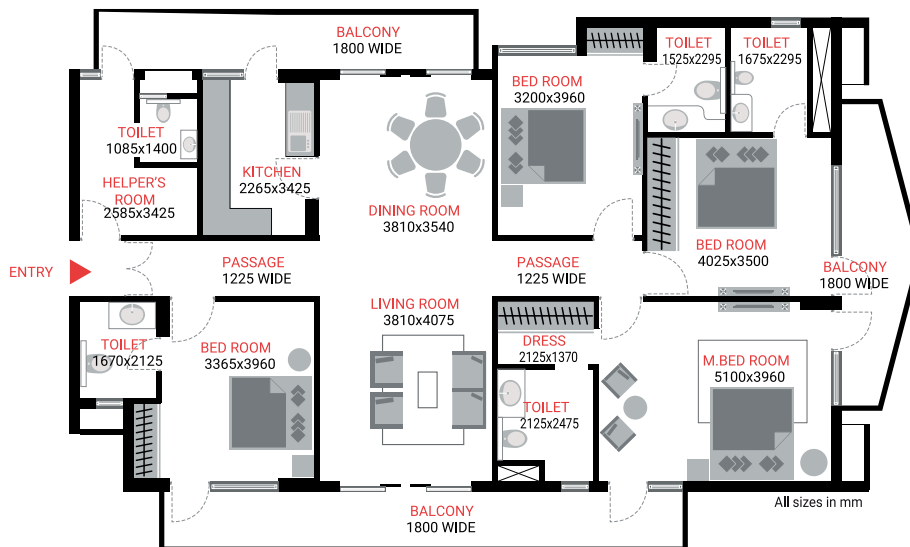 BALCONY
1800 WIDE
TOILET
1525x2295
TOILET
1675x2295
BED ROOM
3200x3960
TOILET
1085x1400
KITCHEN
2265x3425
HELPER'S
ROOM
2585x3425
DINING ROOM
3810x3540
BED ROOM
4025x3500
ENTRY
PASSAGE
1225 WIDE
PASSAGE
1225 WIDE
BALCONY
1800 WIDE
LIVING ROOM
3810x4075
TOILET
1670x2125
BED ROOM
3365x3960
DRESS
2125x1370
M.BED ROOM
5100x3960
TOILET
2125x2475
All sizes in mm
BALCONY
1800 WIDE